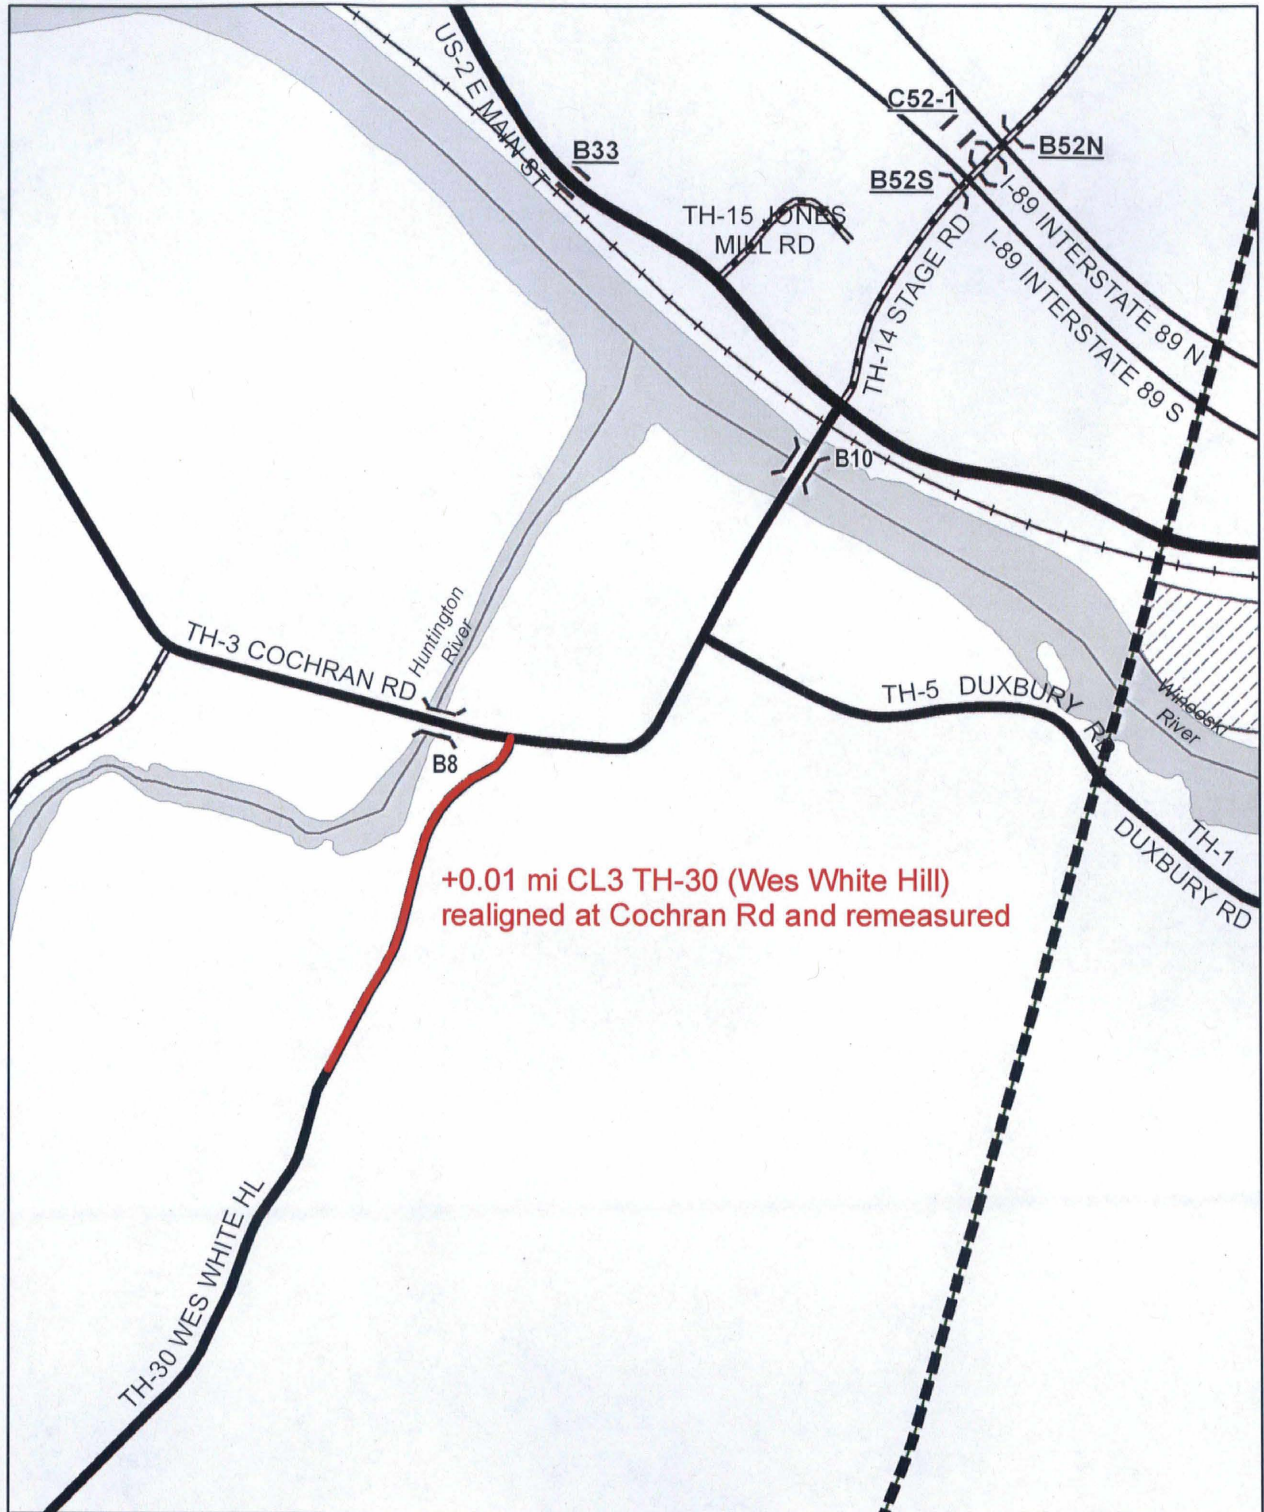 US-2 E MAIN ST
C52-1
B33
B52N
B52S
TH-15 JONES
MILL RD
I-89 INTERSTATE 89 N
I-89 INTERSTATE 89 S
TH-14 STAGE RD
B10
Huntington
River
TH-3 COCHRAN RD
TH-5 DUXBURY RD
Winooski
River
B8
TH-1
DUXBURY RD
+0.01 mi CL3 TH-30 (Wes White Hill)
realigned at Cochran Rd and remeasured
TH-30 WES WHITE HL